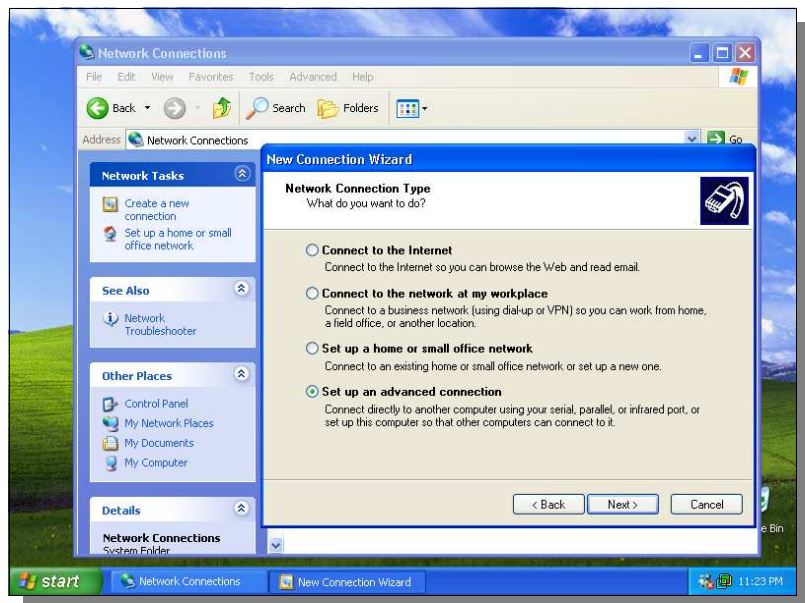 Network Connections
File Edit View Favorites Tools Advanced Help
Back Search Folders
Address Network Connections Go
Network Tasks
Create a new
connection
Set up a home or small
office network
See Also
Network
Troubleshooter
Other Places
Control Panel
My Network Places
My Documents
My Computer
Details
Network Connections
System Folder
New Connection Wizard
Network Connection Type
What do you want to do?
Connect to the Internet
Connect to the Internet so you can browse the Web and read email.
Connect to the network at my workplace
Connect to a business network (using dial-up or VPN) so you can work from home,
a field office, or another location.
Set up a home or small office network
Connect to an existing home or small office network or set up a new one.
Set up an advanced connection
Connect directly to another computer using your serial, parallel, or infrared port, or
set up this computer so that other computers can connect to it.
< Back Next > Cancel
e Bin
start Network Connections New Connection Wizard 11:23 PM